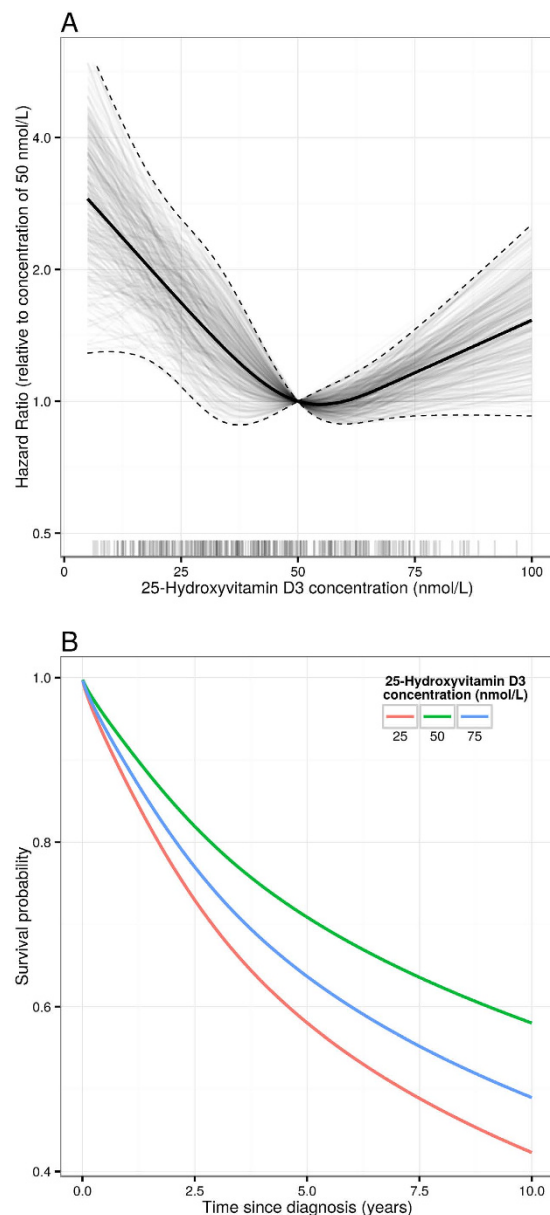 A
Hazard Ratio (relative to concentration of 50 nmol/L)
4.0
2.0
1.0
0.5
0 25 50 75 100
25-Hydroxyvitamin D3 concentration (nmol/L)
B
Survival probability
1.0
0.8
0.6
0.4
25-Hydroxyvitamin D3
concentration (nmol/L)
25 50 75
0.0 2.5 5.0 7.5 10.0
Time since diagnosis (years)